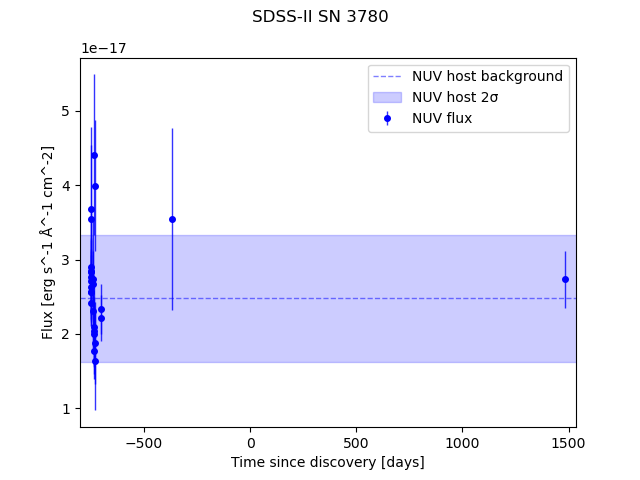 SDSS-II SN 3780
1e−17
NUV host background
NUV host 2σ
NUV flux
5
4
3
2
1
Flux [erg s^-1 Å^-1 cm^-2]
−500
0
500
1000
1500
Time since discovery [days]